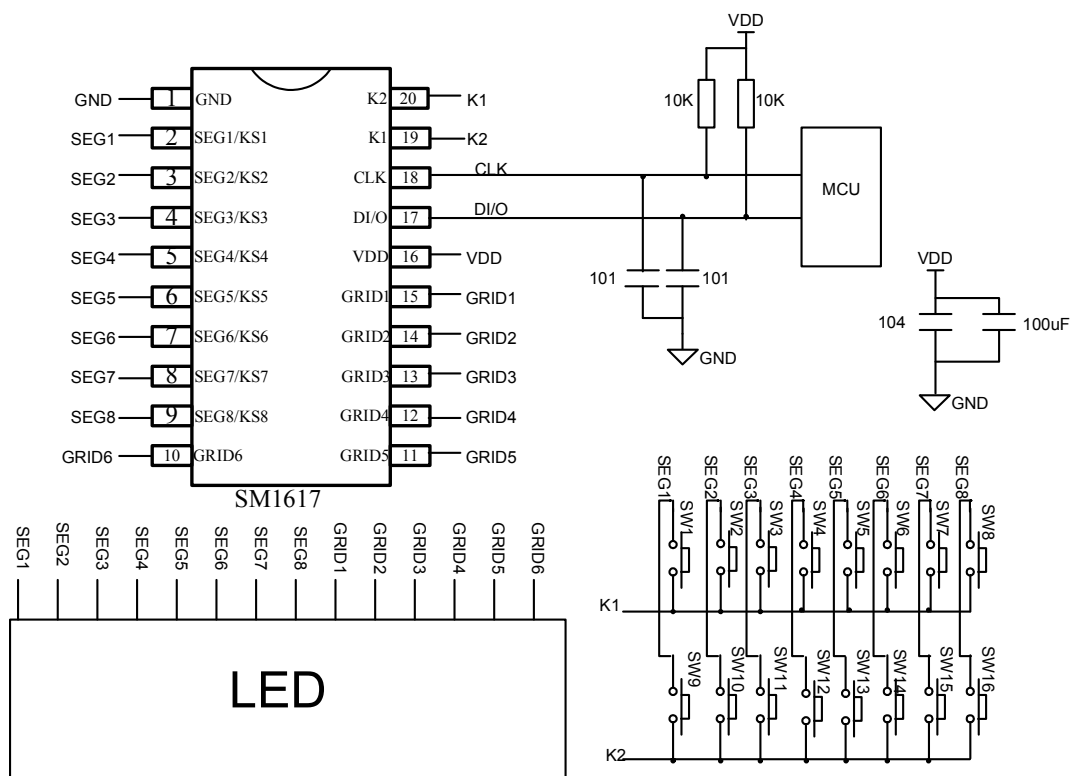 GND 1 GND K2 20 K1
SEG1 2 SEG1/KS1 K1 19 K2
SEG2 3 SEG2/KS2 CLK 18 CLK
SEG3 4 SEG3/KS3 DI/O 17 DI/O
SEG4 5 SEG4/KS4 VDD 16 VDD
SEG5 6 SEG5/KS5 GRID1 15 GRID1
SEG6 7 SEG6/KS6 GRID2 14 GRID2
SEG7 8 SEG7/KS7 GRID3 13 GRID3
SEG8 9 SEG8/KS8 GRID4 12 GRID4
GRID6 10 GRID6 GRID5 11 GRID5
SM1617
VDD
10K 10K
MCU
101 101
GND
VDD
104 100uF
GND
SEG1 SEG2 SEG3 SEG4 SEG5 SEG6 SEG7 SEG8 GRID1 GRID2 GRID3 GRID4 GRID5 GRID6
LED
SEG1 SEG2 SEG3 SEG4 SEG5 SEG6 SEG7 SEG8
SW1 SW2 SW3 SW4 SW5 SW6 SW7 SW8
K1
SW9 SW10 SW11 SW12 SW13 SW14 SW15 SW16
K2